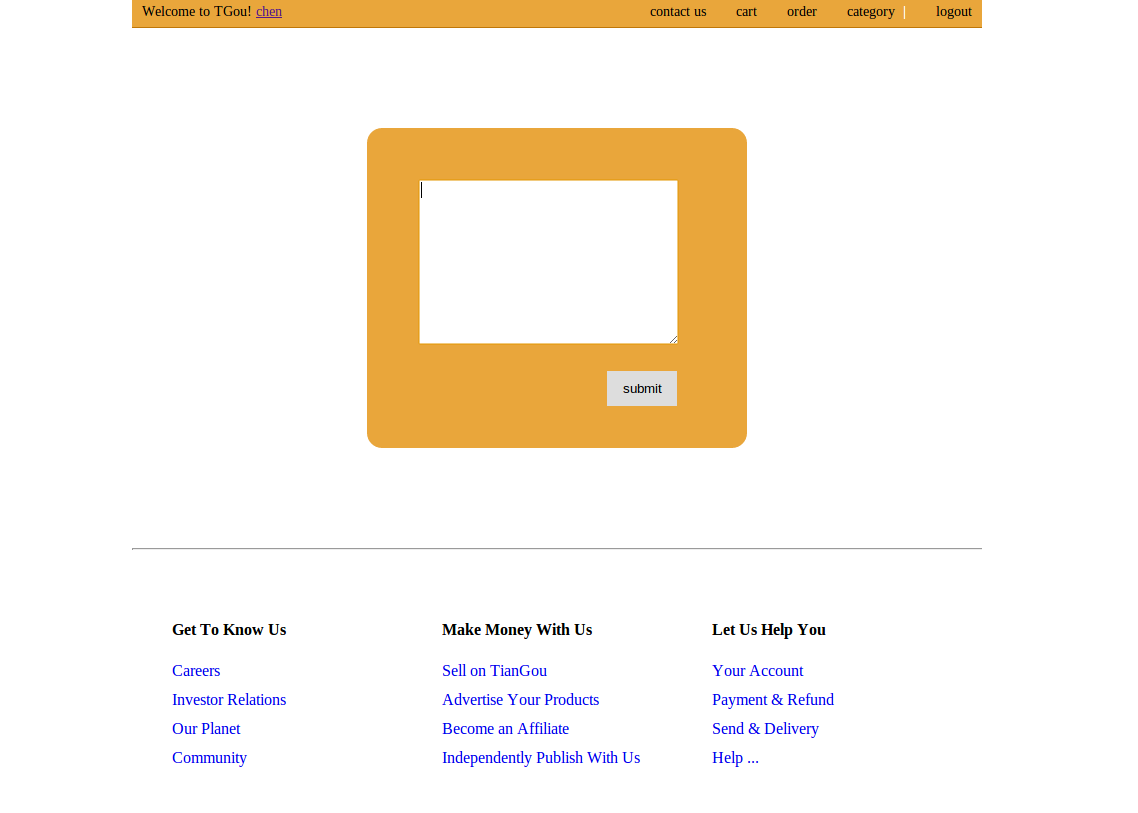 Welcome to TGou! chen contact us cart order category | logout
submit
Get To Know Us Make Money With Us Let Us Help You
Careers Sell on TianGou Your Account
Investor Relations Advertise Your Products Payment & Refund
Our Planet Become an Affiliate Send & Delivery
Community Independently Publish With Us Help ...